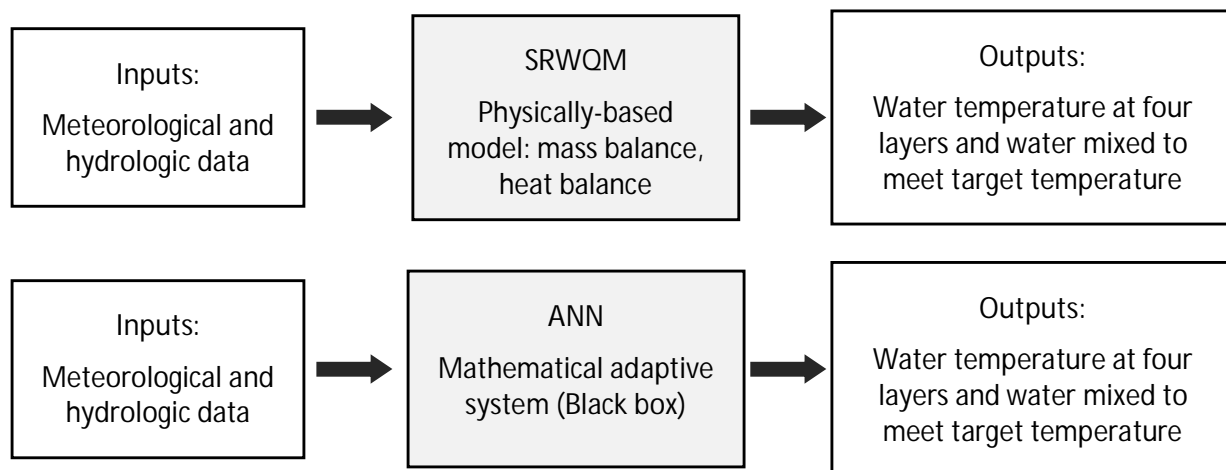 Inputs:
Meteorological and
hydrologic data
SRWQM
Physically-based
model: mass balance,
heat balance
Outputs:
Water temperature at four
layers and water mixed to
meet target temperature
Inputs:
Meteorological and
hydrologic data
ANN
Mathematical adaptive
system (Black box)
Outputs:
Water temperature at four
layers and water mixed to
meet target temperature